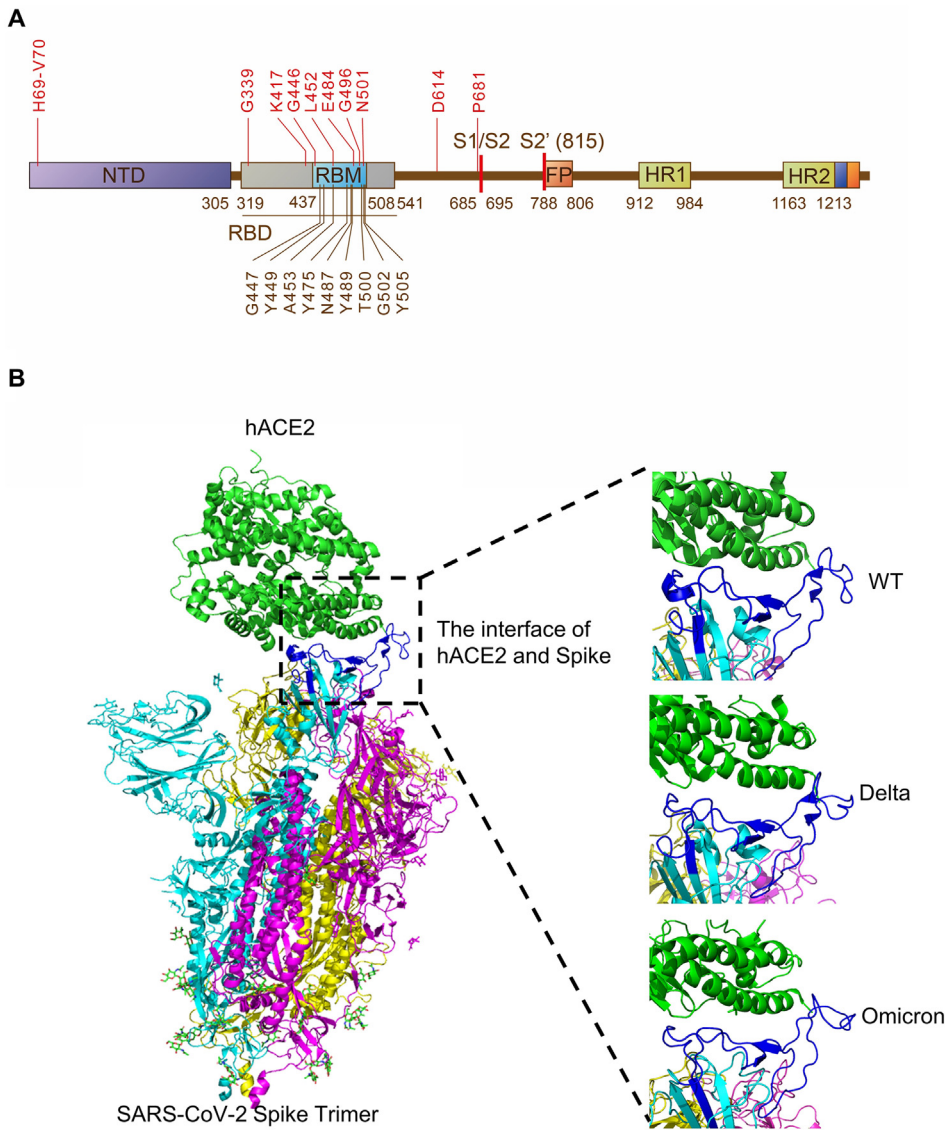 A
H69-V70
G339
K417
G446
L452
E484
G496
N501
D614
P681
S1/S2 S2' (815)
NTD RBM FP HR1 HR2
305 319 437 508 541 685 695 788 806 912 984 1163 1213
RBD
G447
Y449
A453
Y475
N487
Y489
T500
G502
Y505
B
hACE2
WT
The interface of
hACE2 and Spike
Delta
Omicron
SARS-CoV-2 Spike Trimer